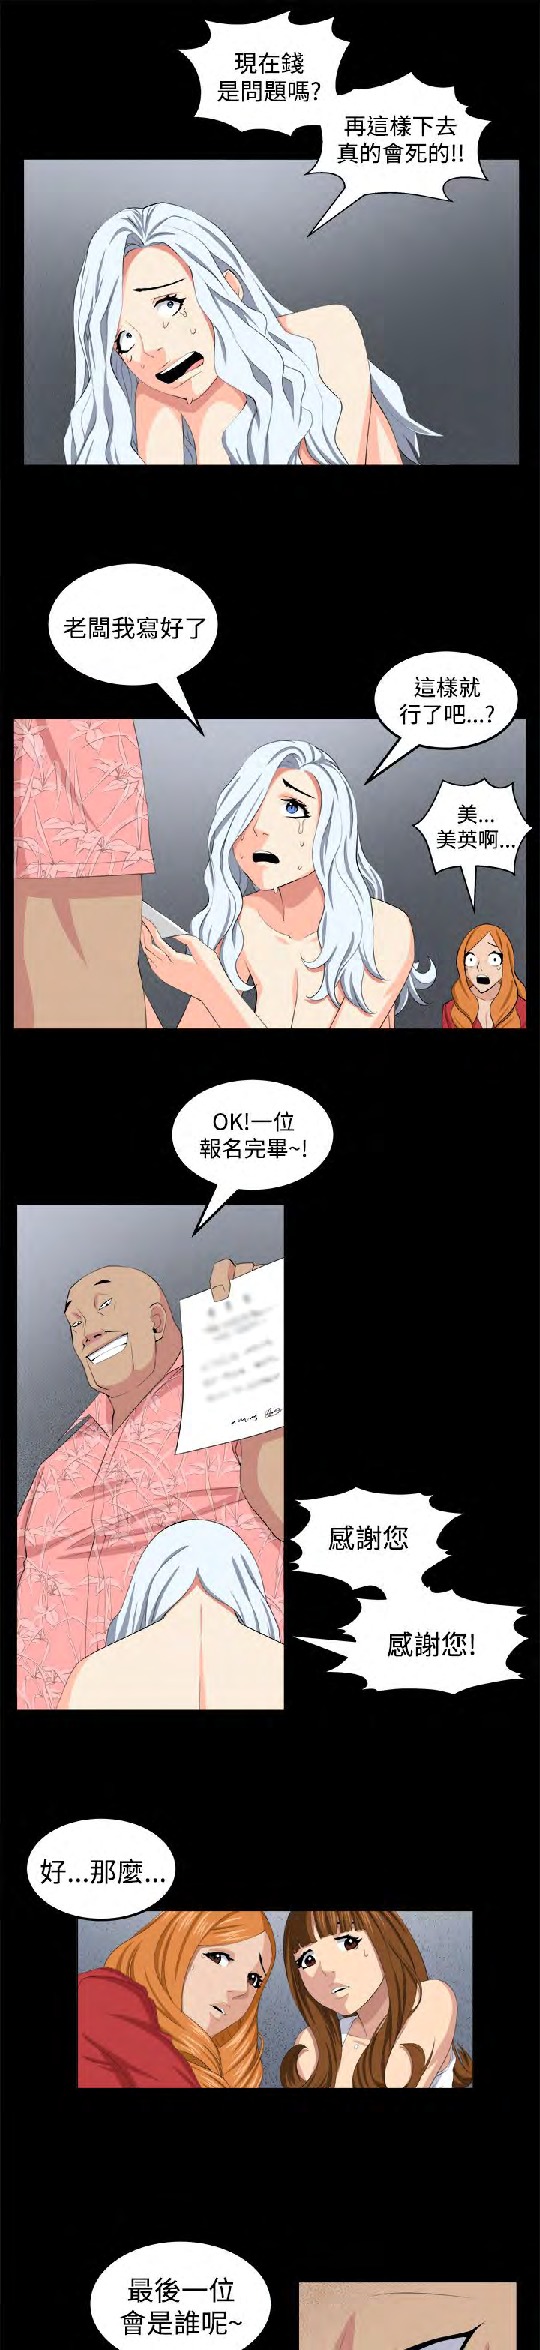 現在錢
是問題嗎?
再這樣下去
真的會死的!!
老闆我寫好了
這樣就
行了吧...?
美...
美英啊...
OK!一位
報名完畢~!
感謝您
感謝您!
好...那麼...
最後一位
會是誰呢~